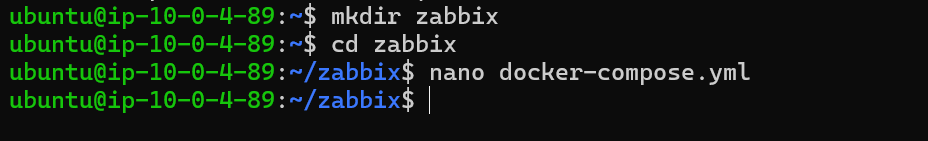 ubuntu@ip-10-0-4-89:~$ mkdir zabbix
ubuntu@ip-10-0-4-89:~$ cd zabbix
ubuntu@ip-10-0-4-89:~/zabbix$ nano docker-compose.yml
ubuntu@ip-10-0-4-89:~/zabbix$